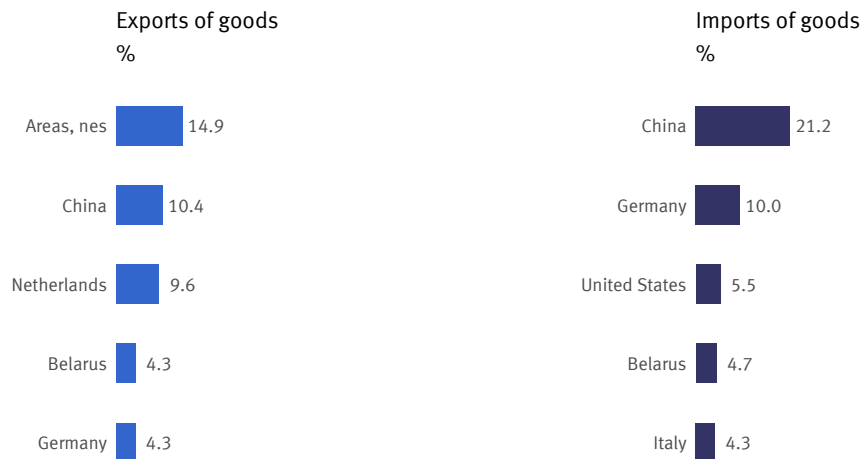 Exports of goods
%
Areas, nes 14.9
China 10.4
Netherlands 9.6
Belarus 4.3
Germany 4.3
Imports of goods
%
China 21.2
Germany 10.0
United States 5.5
Belarus 4.7
Italy 4.3